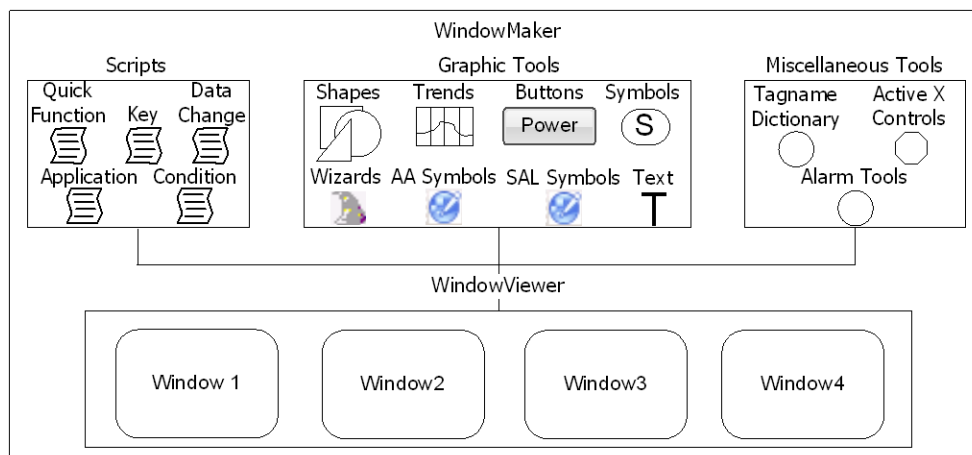 WindowMaker
Scripts
Quick Function
Key
Data Change
Application
Condition
Graphic Tools
Shapes
Trends
Buttons
Symbols
Power
S
Wizards
AA Symbols
SAL Symbols
Text
Miscellaneous Tools
Tagname Dictionary
Active X Controls
Alarm Tools
WindowViewer
Window 1
Window2
Window3
Window4